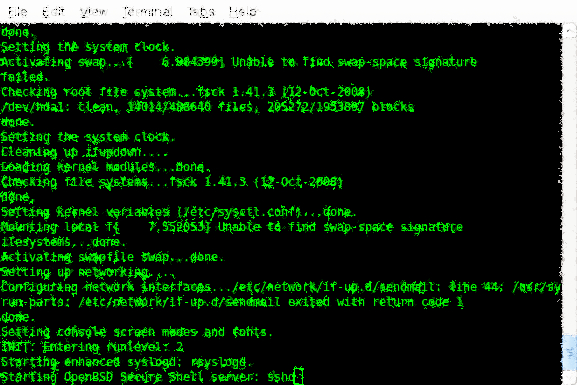 File Edit View Terminal Tabs Help
done.
Setting the system clock.
Activating swap...[ 6.984399] Unable to find swap-space signature
failed.
Checking root file system...fsck 1.41.3 (12-Oct-2008)
/dev/hda1: clean, files, blocks
done.
Setting the system clock.
Cleaning up ifupdown....
Loading kernel modules...done.
Checking file systems...fsck 1.41.3 (12-Oct-2008)
done.
Setting kernel variables (/etc/sysctl.conf)...done.
Mounting local f[ 7.952053] Unable to find swap-space signature
ilesystems...done.
Activating swapfile swap...done.
Setting up networking....
Configuring network interfaces.../etc/network/if-up.d/sendmail: line 44: /usr/sy
run-parts: /etc/network/if-up.d/sendmail exited with return code 1
done.
Setting console screen modes and fonts.
INIT: Entering runlevel: 2
Starting enhanced syslogd: rsyslogd.
Starting OpenBSD Secure Shell server: sshd